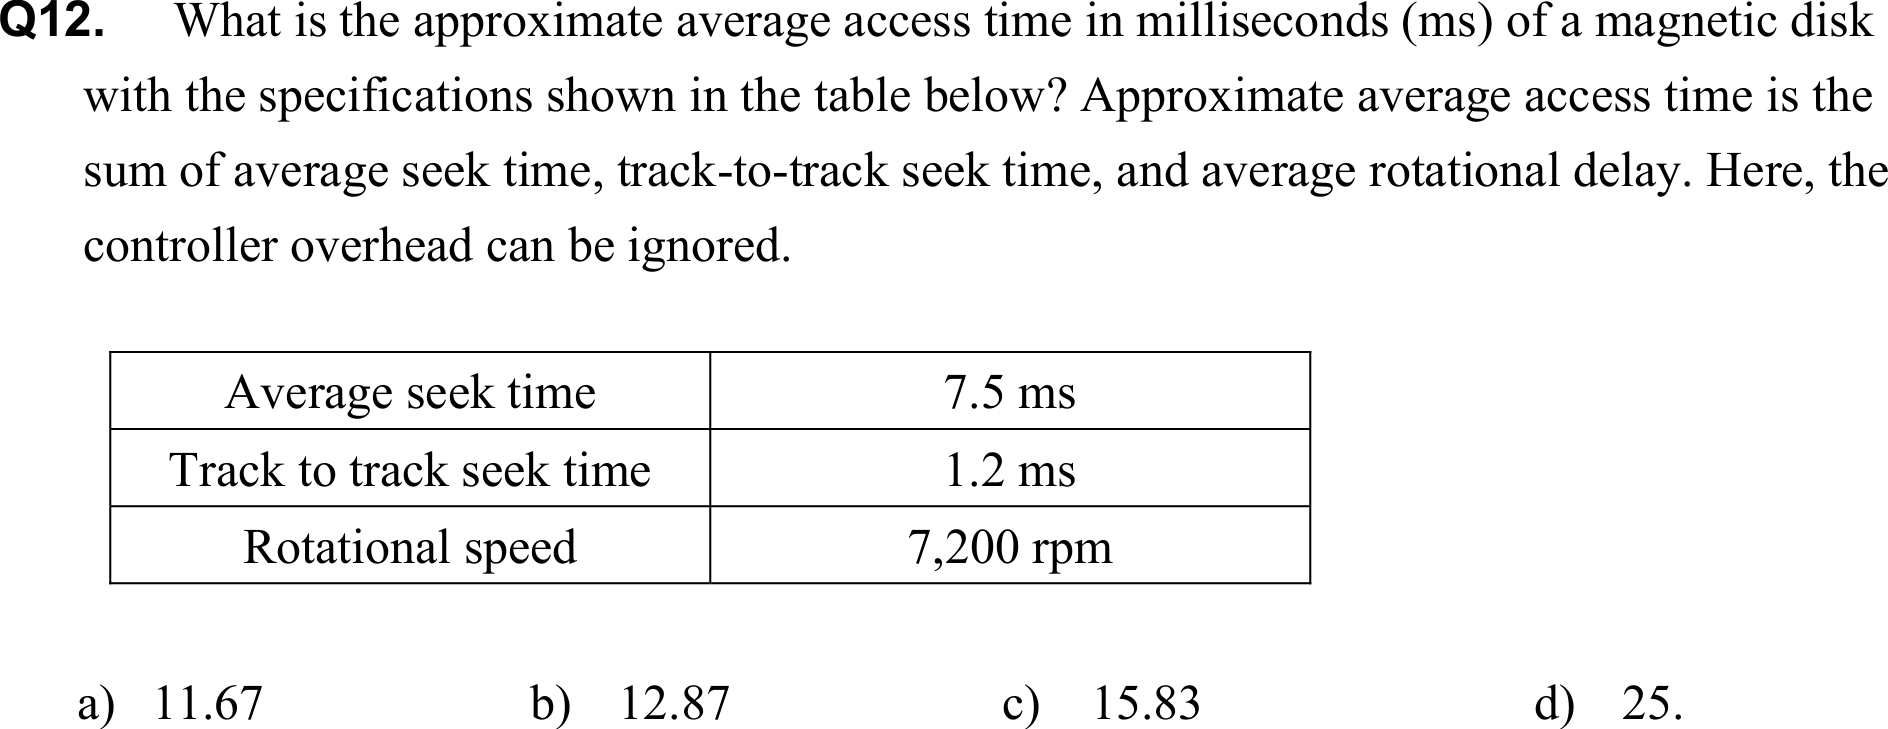 Q12. What is the approximate average access time in milliseconds (ms) of a magnetic disk
with the specifications shown in the table below? Approximate average access time is the
sum of average seek time, track-to-track seek time, and average rotational delay. Here, the
controller overhead can be ignored.
Average seek time 7.5 ms
Track to track seek time 1.2 ms
Rotational speed 7,200 rpm
a) 11.67 b) 12.87 c) 15.83 d) 25.